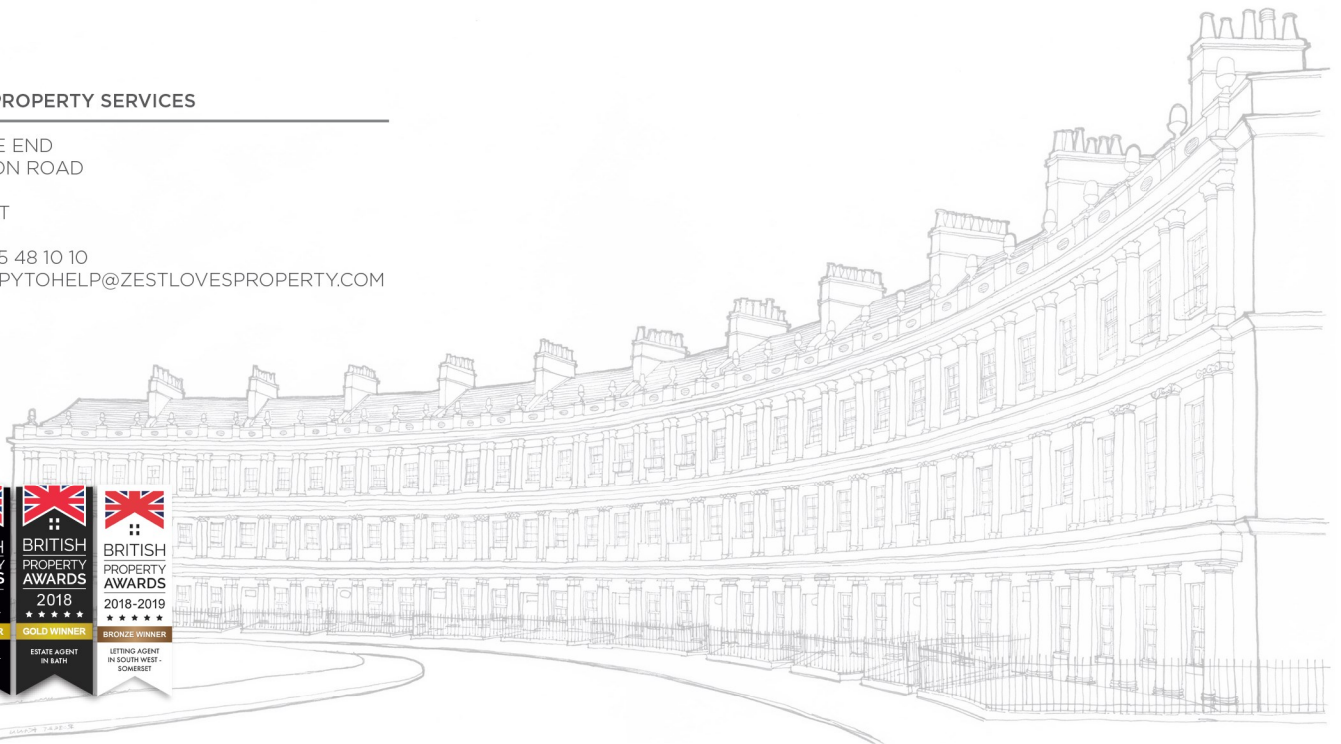 PROPERTY SERVICES
E END
ON ROAD
T
5 48 10 10
PYTOHELP@ZESTLOVESPROPERTY.COM
H
Y
S
R
BRITISH
PROPERTY
AWARDS
2018
★ ★ ★ ★ ★
GOLD WINNER
ESTATE AGENT
IN BATH
BRITISH
PROPERTY
AWARDS
2018-2019
★ ★ ★ ★ ★
BRONZE WINNER
LETTING AGENT
IN SOUTH WEST -
SOMERSET